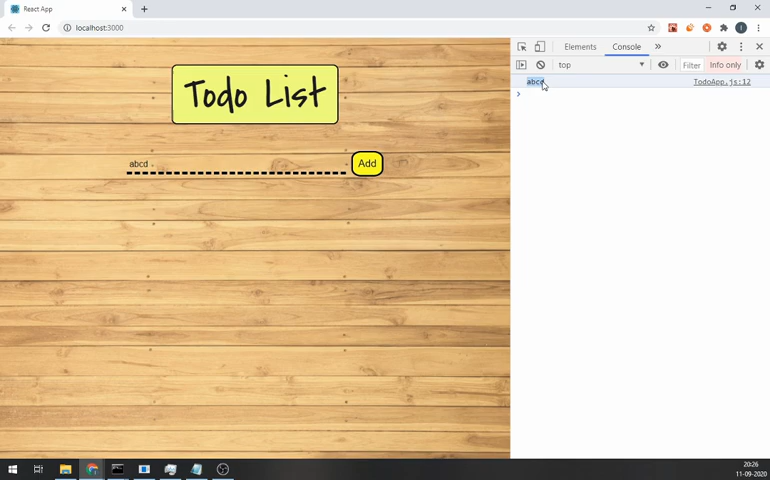 React App
localhost:3000
Elements
Console
top
Filter
Info only
abcd
TodoApp.js:12
Todo List
abcd
Add
20:26
11-09-2020